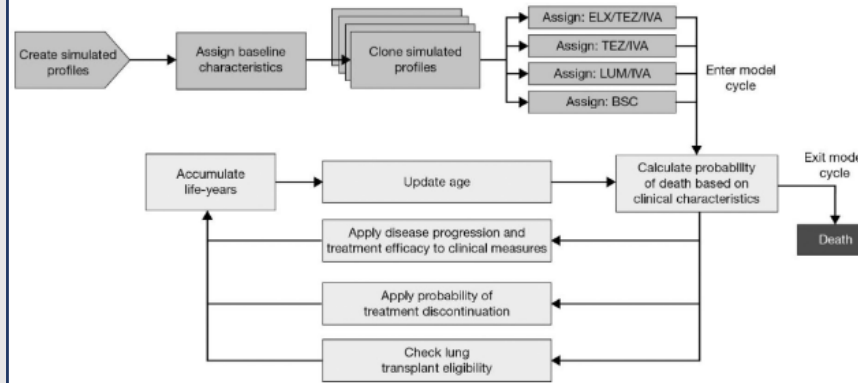 Create simulated
profiles
Assign baseline
characteristics
Clone simulated
profiles
Assign: ELX/TEZ/IVA
Assign: TEZ/IVA
Assign: LUM/IVA
Assign: BSC
Enter model
cycle
Accumulate
life-years
Update age
Calculate probability
of death based on
clinical characteristics
Exit mode
cycle
Death
Apply disease progression and
treatment efficacy to clinical measures
Apply probability of
treatment discontinuation
Check lung
transplant eligibility